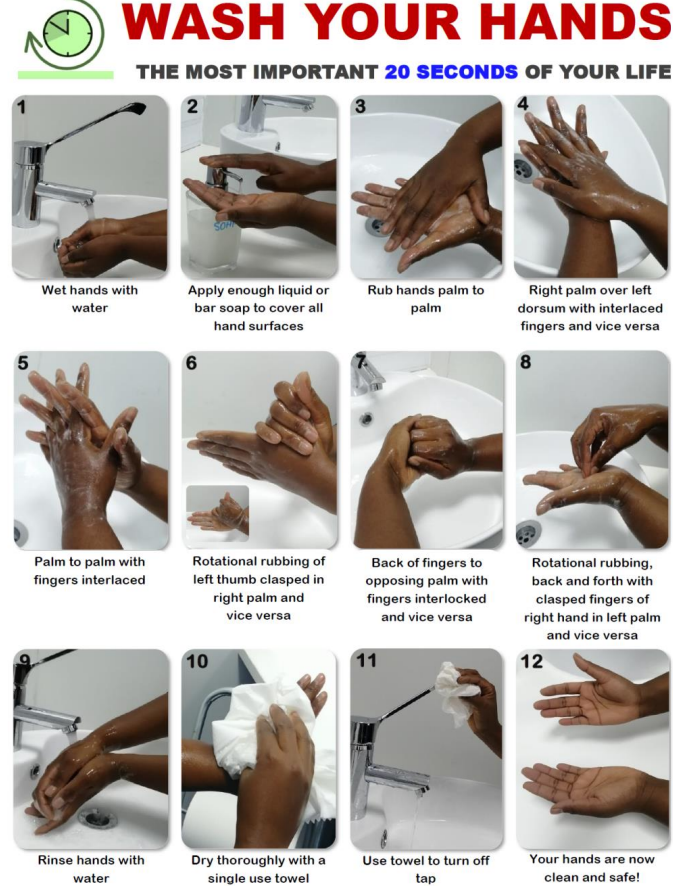 WASH YOUR HANDS
THE MOST IMPORTANT 20 SECONDS OF YOUR LIFE
1
2
SOAP
3
4
Wet hands with
water
Apply enough liquid or
bar soap to cover all
hand surfaces
Rub hands palm to
palm
Right palm over left
dorsum with interlaced
fingers and vice versa
5
6
7
8
Palm to palm with
fingers interlaced
Rotational rubbing of
left thumb clasped in
right palm and
vice versa
Back of fingers to
opposing palm with
fingers interlocked
and vice versa
Rotational rubbing,
back and forth with
clasped fingers of
right hand in left palm
and vice versa
9
10
11
12
Rinse hands with
water
Dry thoroughly with a
single use towel
Use towel to turn off
tap
Your hands are now
clean and safe!